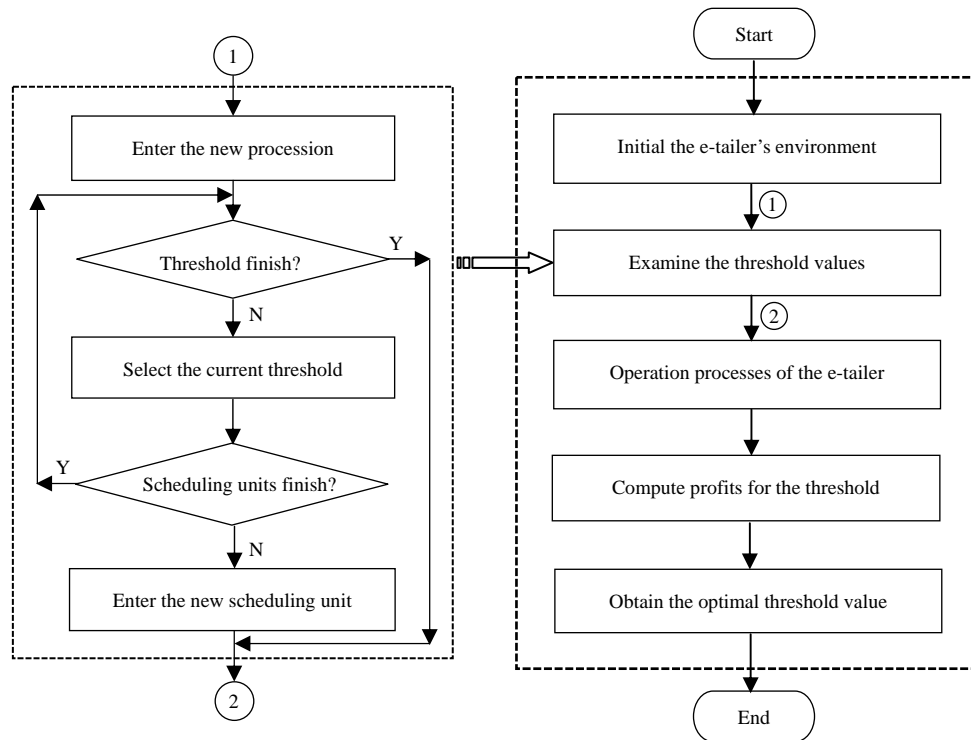 1
Enter the new procession
Threshold finish?
Y
N
Select the current threshold
Scheduling units finish?
Y
N
Enter the new scheduling unit
2
Start
Initial the e-tailer’s environment
1
Examine the threshold values
2
Operation processes of the e-tailer
Compute profits for the threshold
Obtain the optimal threshold value
End